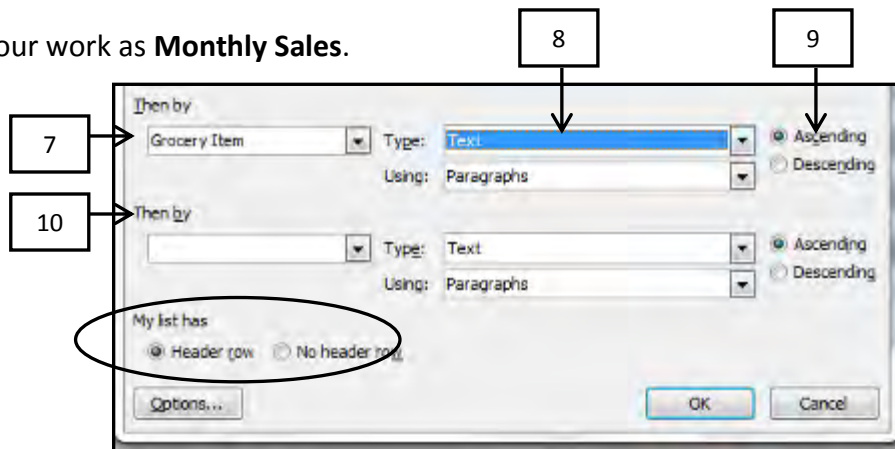 our work as Monthly Sales.
8
9
Then by
7
Grocery Item Type: Text Ascending
Using: Paragraphs Descending
10
Then by
Type: Text Ascending
Using: Paragraphs Descending
My list has
Header row No header row
Options... OK Cancel